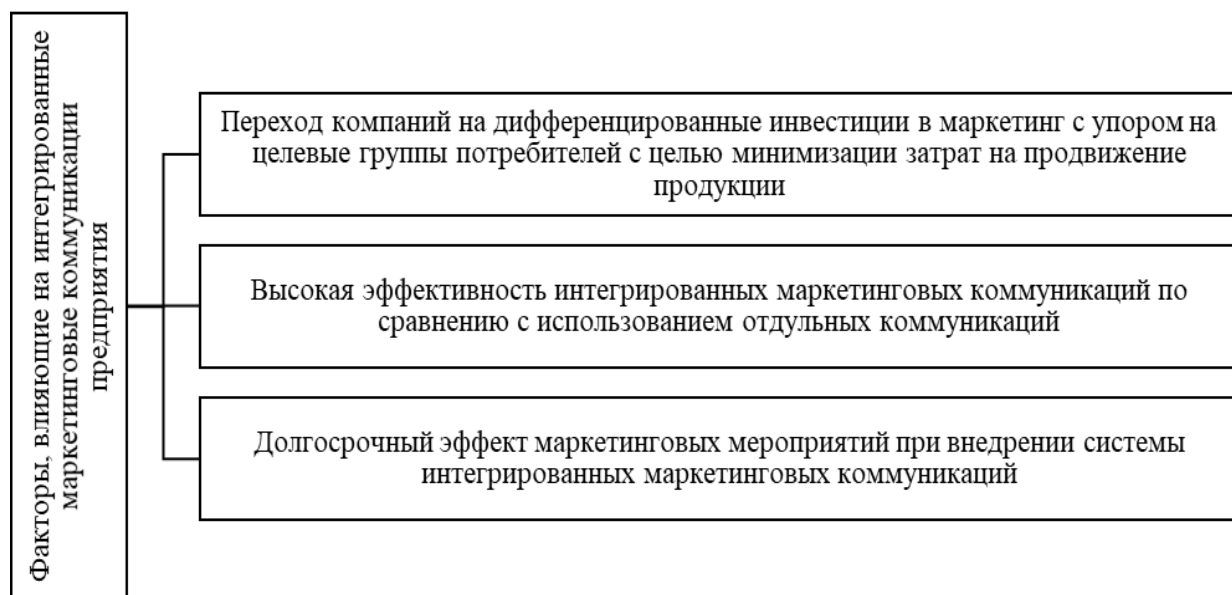 Факторы, влияющие на интегрированные
маркетинговые коммуникации
предприятия
Переход компаний на дифференцированные инвестиции в маркетинг с упором на
целевые группы потребителей с целью минимизации затрат на продвижение
продукции
Высокая эффективность интегрированных маркетинговых коммуникаций по
сравнению с использованием отдульных коммуникаций
Долгосрочный эффект маркетинговых мероприятий при внедрении системы
интегрированных маркетинговых коммуникаций